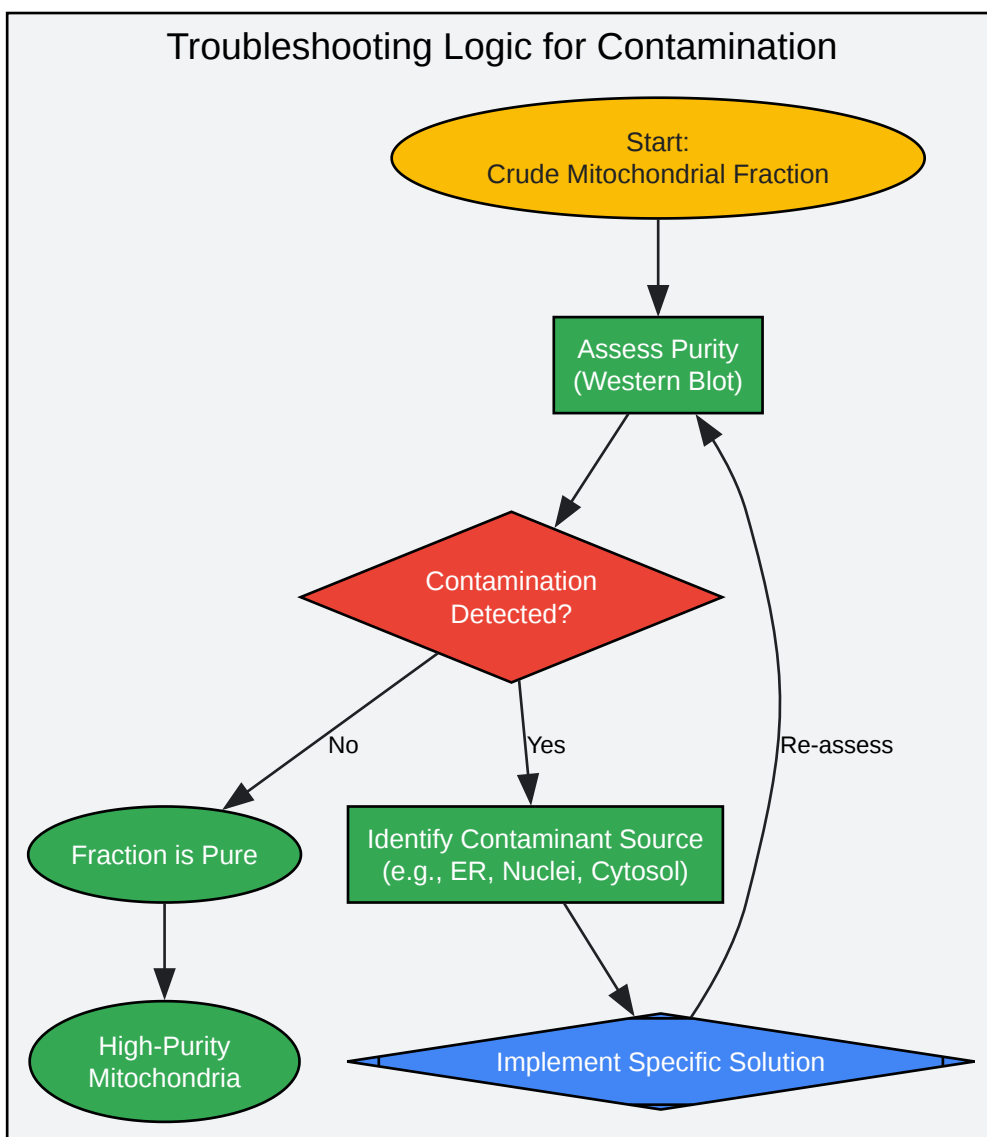 Troubleshooting Logic for Contamination
Start:
Crude Mitochondrial Fraction
Assess Purity
(Western Blot)
Contamination
Detected?
No
Yes
Re-assess
Fraction is Pure
Identify Contaminant Source
(e.g., ER, Nuclei, Cytosol)
High-Purity
Mitochondria
Implement Specific Solution